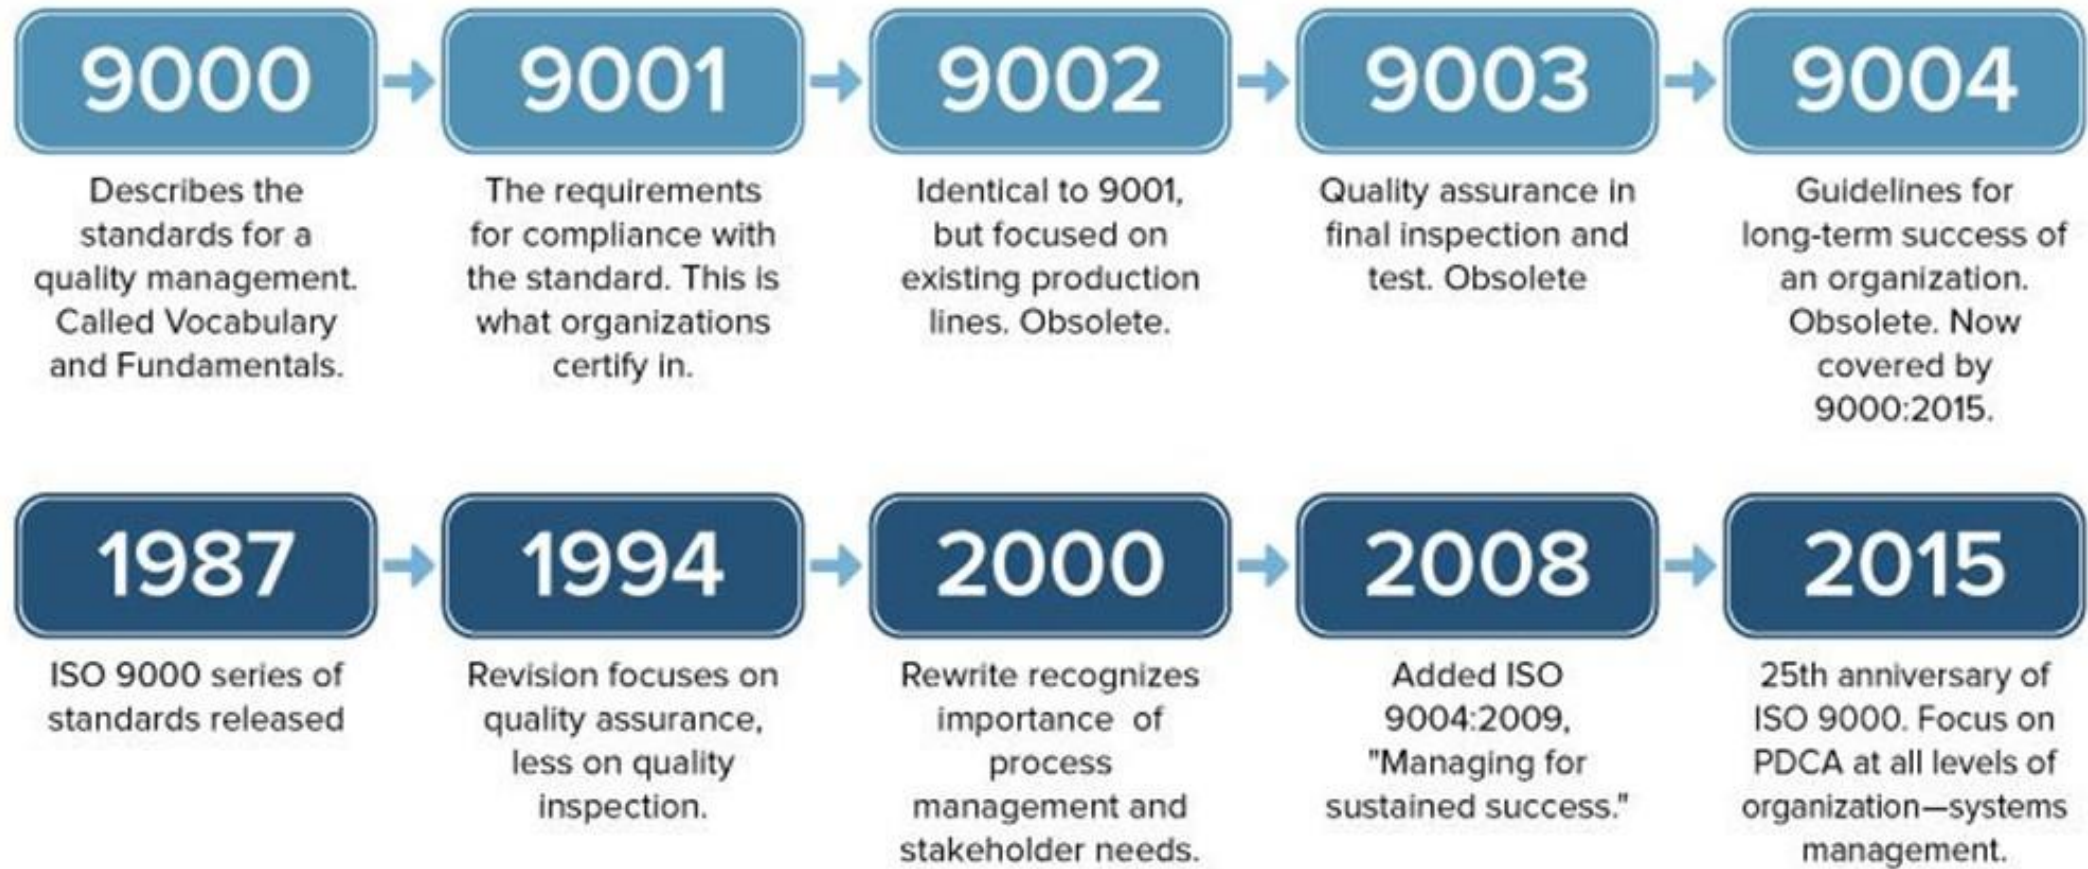 9000
9001
9002
9003
9004
Describes the
standards for a
quality management.
Called Vocabulary
and Fundamentals.
The requirements
for compliance with
the standard. This is
what organizations
certify in.
Identical to 9001,
but focused on
existing production
lines. Obsolete.
Quality assurance in
final inspection and
test. Obsolete
Guidelines for
long-term success of
an organization.
Obsolete. Now
covered by
9000:2015.
1987
1994
2000
2008
2015
ISO 9000 series of
standards released
Revision focuses on
quality assurance,
less on quality
inspection.
Rewrite recognizes
importance of
process
management and
stakeholder needs.
Added ISO
9004:2009,
"Managing for
sustained success."
25th anniversary of
ISO 9000. Focus on
PDCA at all levels of
organization—systems
management.